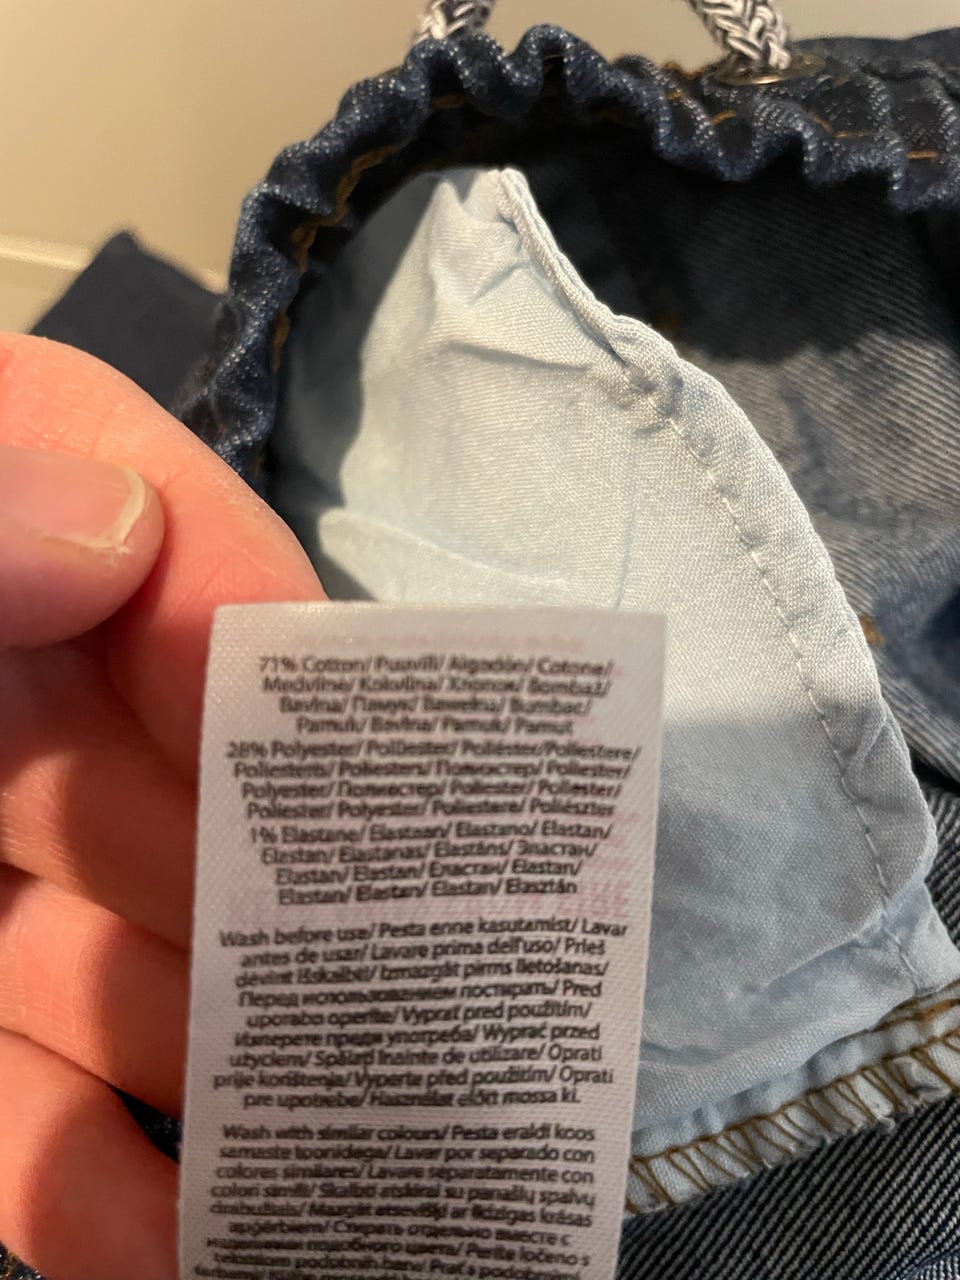 71% Cotton/ Puuvill/ Algodón/ Cotone/
Medvilnė/ Kokvilna/ Хлопок/ Bombaž/
Bavlna/ Памук/ Bawełna/ Bumbac/
Pamuk/ Bavlna/ Pamuk/ Pamut
28% Polyester/ Polüester/ Poliéster/Poliestere/
Poliesteris/ Poliesters/ Полиэстер/ Poliester/
Polyester/ Полиестер/ Poliester/ Poliester/
Poliester/ Polyester/ Poliestere/ Poliészter
1% Elastane/ Elastaan/ Elastano/ Elastan/
Elastan/ Elastanas/ Elastāns/ Эластан/
Elastan/ Elastan/ Еластан/ Elastan/
Elastan/ Elastan/ Elastan/ Elasztán
Wash before use/ Pesta enne kasutamist/ Lavar
antes de usar/ Lavare prima dell'uso/ Prieš
dėvint išskalbti/ Izmazgāt pirms lietošanas/
Перед использованием постирать/ Pred
uporabo operite/ Vyprať pred použitím/
Изперете преди употреба/ Wyprać przed
użyciem/ Spălați înainte de utilizare/ Oprati
prije korištenja/ Vyperte před použitím/ Oprati
pre upotrebe/ Használat előtt mossa ki.
Wash with similar colours/ Pesta eraldi koos
samaste toonidega/ Lavar por separado con
colores similares/ Lavare separatamente con
colori simili/ Skalbti atskirai su panašių spalvų
drabužiais/ Mazgāt atsevišķi ar līdzīgas krāsas
apģērbiem/ Стирать отдельно вместе с
изделиями подобного цвета/ Perite ločeno s